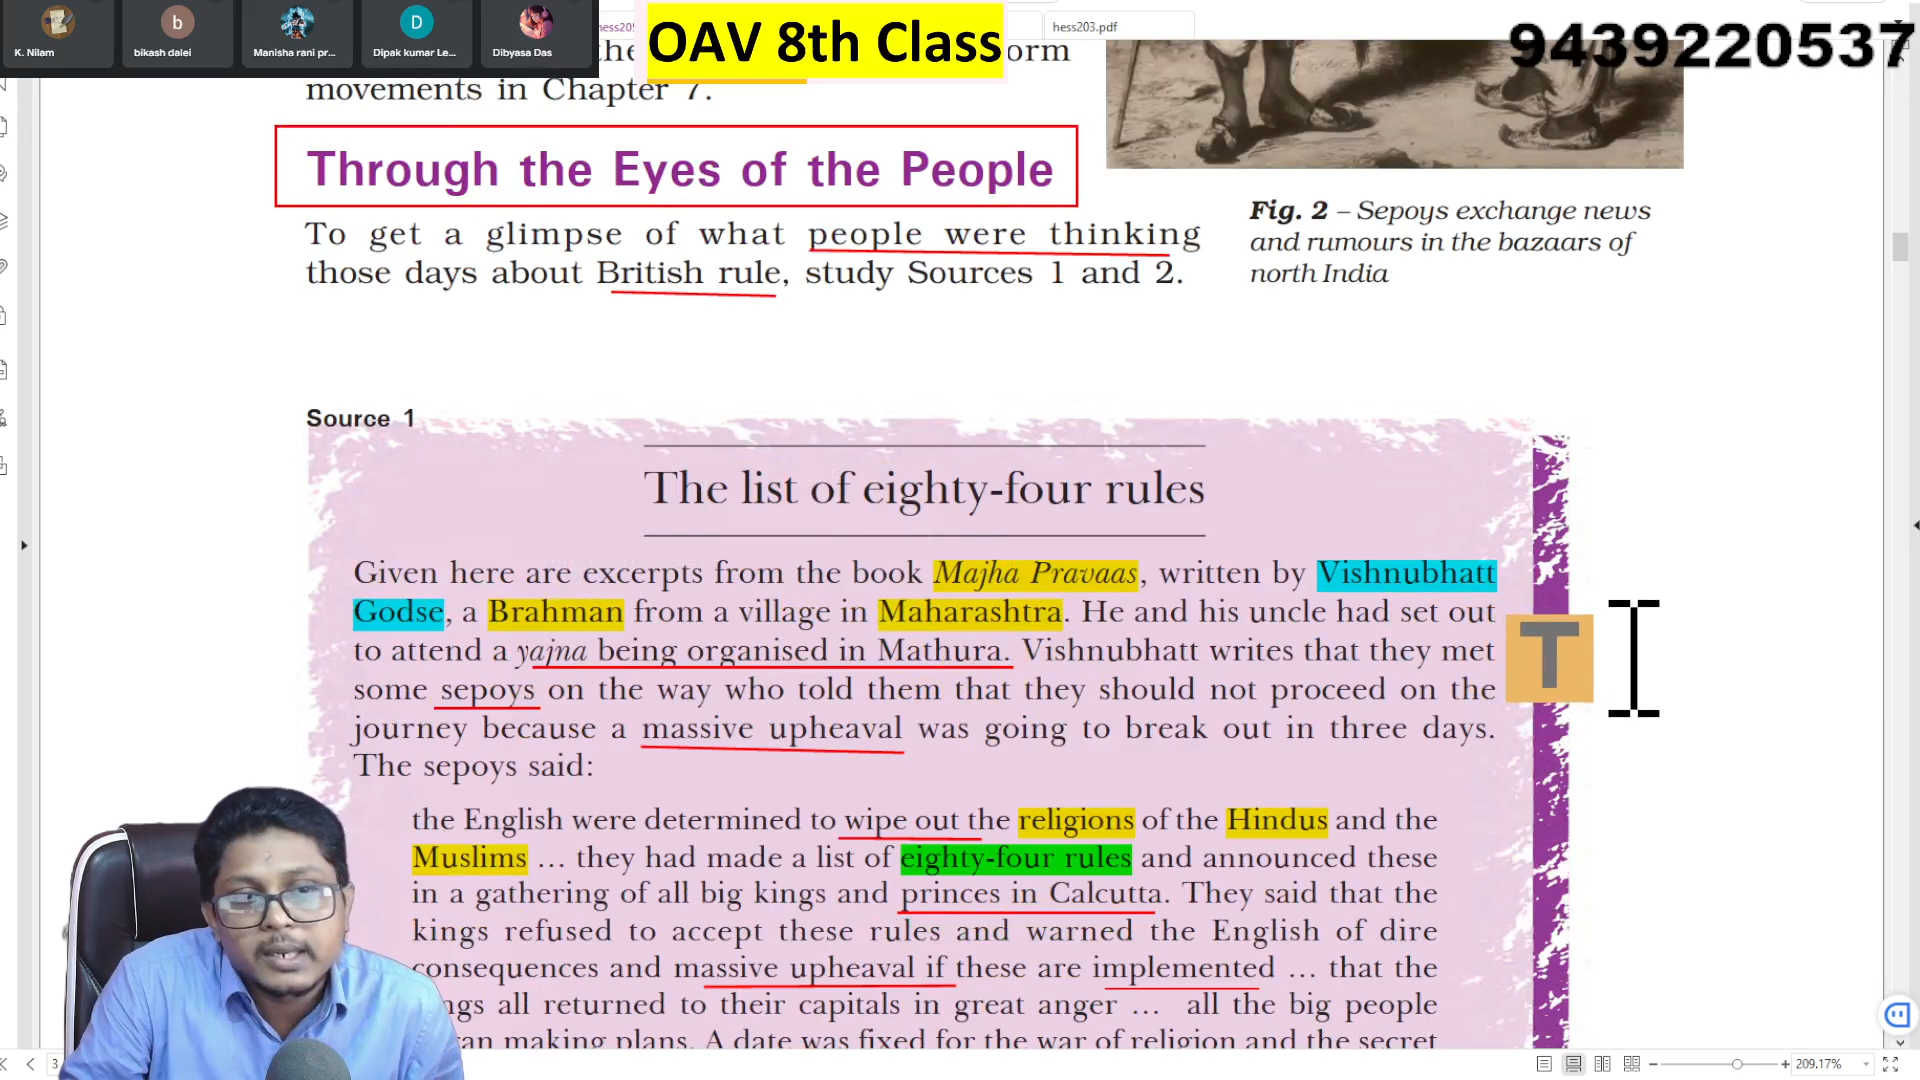 K. Nilam
bikash dalei
Manisha rani pr...
Dipak kumar Le...
Dibyasa Das
hess203.pdf
OAV 8th Class
9439220537
the
orm
movements in Chapter 7.
Through the Eyes of the People
To get a glimpse of what people were thinking
those days about British rule, study Sources 1 and 2.
Fig. 2 – Sepoys exchange news
and rumours in the bazaars of
north India
Source 1
The list of eighty-four rules
Given here are excerpts from the book Majha Pravaas, written by Vishnubhatt
Godse, a Brahman from a village in Maharashtra. He and his uncle had set out
to attend a yajna being organised in Mathura. Vishnubhatt writes that they met
some sepoys on the way who told them that they should not proceed on the
journey because a massive upheaval was going to break out in three days.
The sepoys said:
the English were determined to wipe out the religions of the Hindus and the
Muslims ... they had made a list of eighty-four rules and announced these
in a gathering of all big kings and princes in Calcutta. They said that the
kings refused to accept these rules and warned the English of dire
consequences and massive upheaval if these are implemented ... that the
ngs all returned to their capitals in great anger ... all the big people
an making plans. A date was fixed for the war of religion and the secret
T
3
209.17%